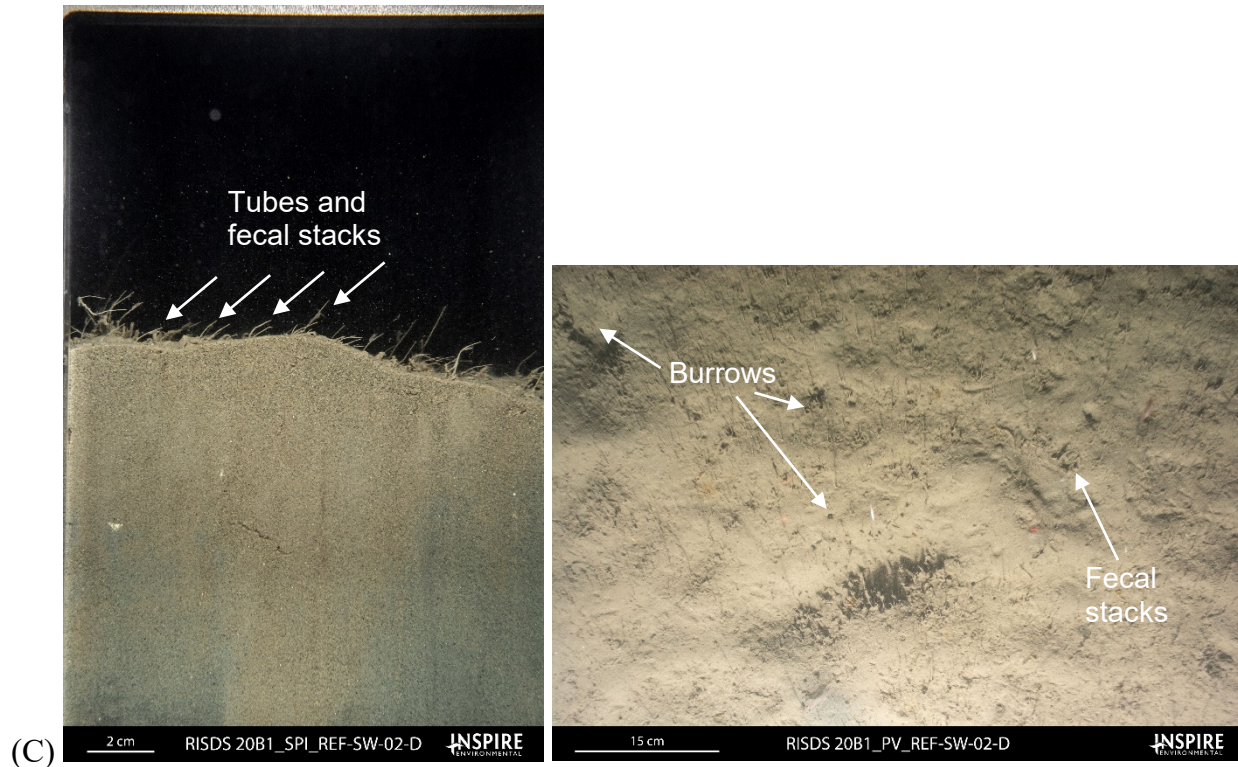 Tubes and
fecal stacks
Burrows
Fecal
stacks
(C)
2 cm
RISDS 20B1_SPI_REF-SW-02-D
INSPIRE
ENVIRONMENTAL
15 cm
RISDS 20B1_PV_REF-SW-02-D
INSPIRE
ENVIRONMENTAL